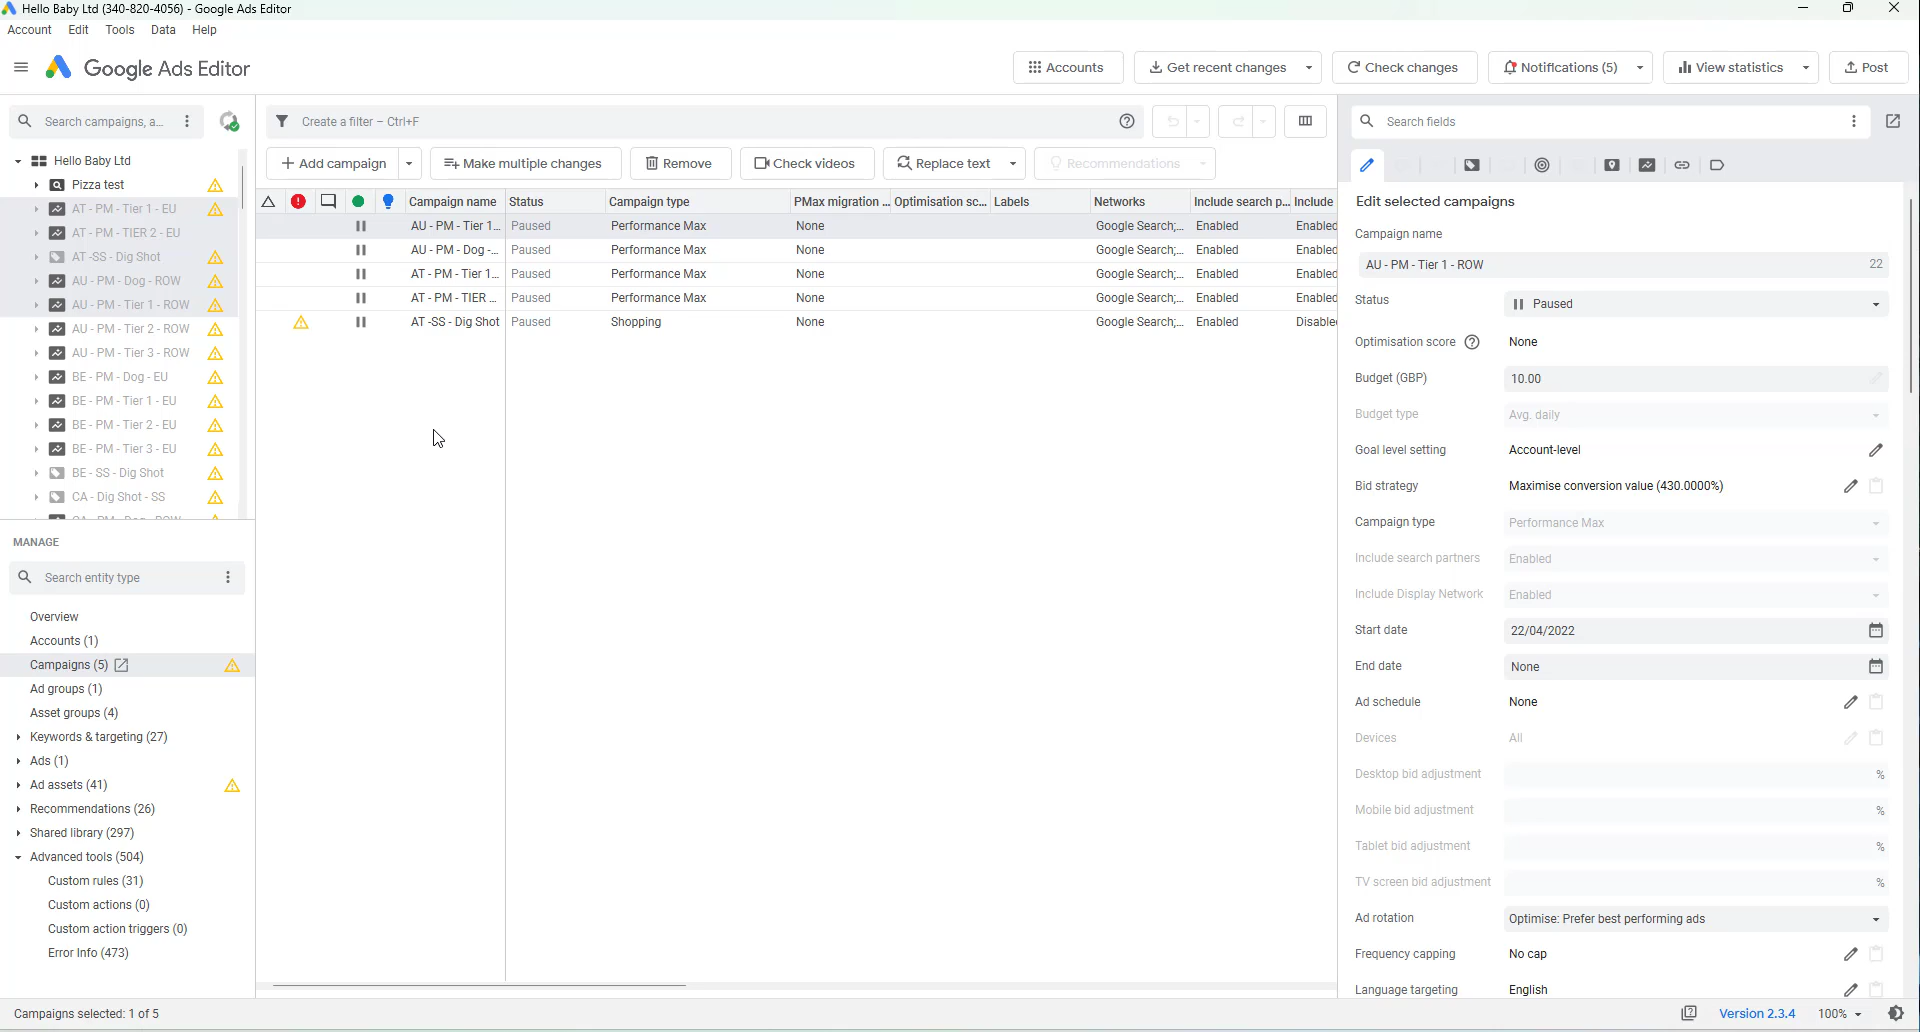 Hello Baby Ltd (340-820-4056) - Google Ads Editor
Account Edit Tools Data Help
Google Ads Editor
Accounts
Get recent changes
Check changes
Notifications (5)
View statistics
Post
Search campaigns, a...
Hello Baby Ltd
Pizza test
AT - PM - Tier 1 - EU
AT - PM - TIER 2 - EU
AT -SS - Dig Shot
AU - PM - Dog - ROW
AU - PM - Tier 1 - ROW
AU - PM - Tier 2 - ROW
AU - PM - Tier 3 - ROW
BE - PM - Dog - EU
BE - PM - Tier 1 - EU
BE - PM - Tier 2 - EU
BE - PM - Tier 3 - EU
BE - SS - Dig Shot
CA - Dig Shot - SS
MANAGE
Search entity type
Overview
Accounts (1)
Campaigns (5)
Ad groups (1)
Asset groups (4)
Keywords & targeting (27)
Ads (1)
Ad assets (41)
Recommendations (26)
Shared library (297)
Advanced tools (504)
Custom rules (31)
Custom actions (0)
Custom action triggers (0)
Error Info (473)
Create a filter – Ctrl+F
Add campaign
Make multiple changes
Remove
Check videos
Replace text
Recommendations
Campaign name Status Campaign type PMax migration ... Optimisation sc... Labels Networks Include search p... Include
AU - PM - Tier 1... Paused Performance Max None Google Search;... Enabled Enabled
AU - PM - Dog -... Paused Performance Max None Google Search;... Enabled Enabled
AT - PM - Tier 1... Paused Performance Max None Google Search;... Enabled Enabled
AT - PM - TIER ... Paused Performance Max None Google Search;... Enabled Enabled
AT -SS - Dig Shot Paused Shopping None Google Search;... Enabled Disable
Search fields
Edit selected campaigns
Campaign name
AU - PM - Tier 1 - ROW 22
Status Paused
Optimisation score None
Budget (GBP) 10.00
Budget type Avg. daily
Goal level setting Account-level
Bid strategy Maximise conversion value (430.0000%)
Campaign type Performance Max
Include search partners Enabled
Include Display Network Enabled
Start date 22/04/2022
End date None
Ad schedule None
Devices All
Desktop bid adjustment %
Mobile bid adjustment %
Tablet bid adjustment %
TV screen bid adjustment %
Ad rotation Optimise: Prefer best performing ads
Frequency capping No cap
Language targeting English
Campaigns selected: 1 of 5
Version 2.3.4
100%